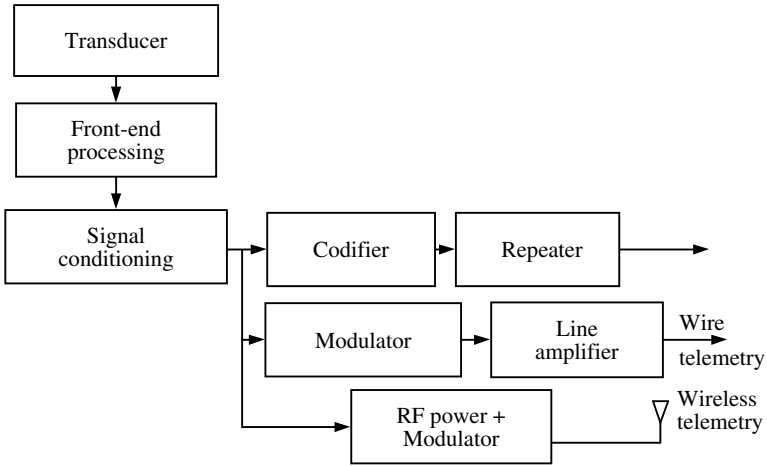 Transducer
Front-end
processing
Signal
conditioning
Codifier
Repeater
Modulator
Line
amplifier
Wire
telemetry
RF power +
Modulator
Wireless
telemetry